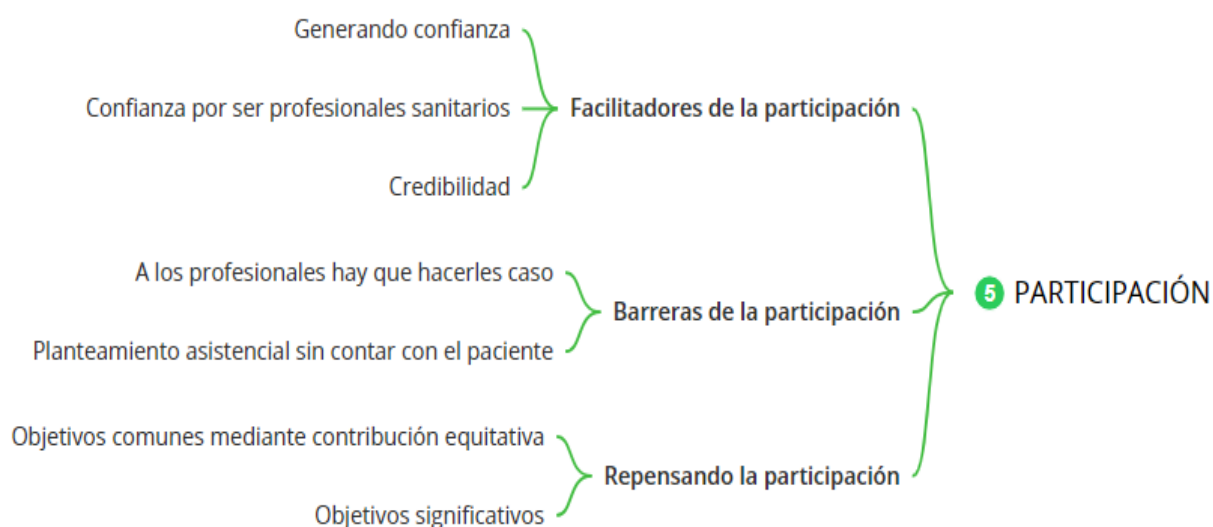 Generando confianza
Confianza por ser profesionales sanitarios
Credibilidad
Facilitadores de la participación
A los profesionales hay que hacerles caso
Planteamiento asistencial sin contar con el paciente
Barreras de la participación
Objetivos comunes mediante contribución equitativa
Objetivos significativos
Repensando la participación
5 PARTICIPACIÓN